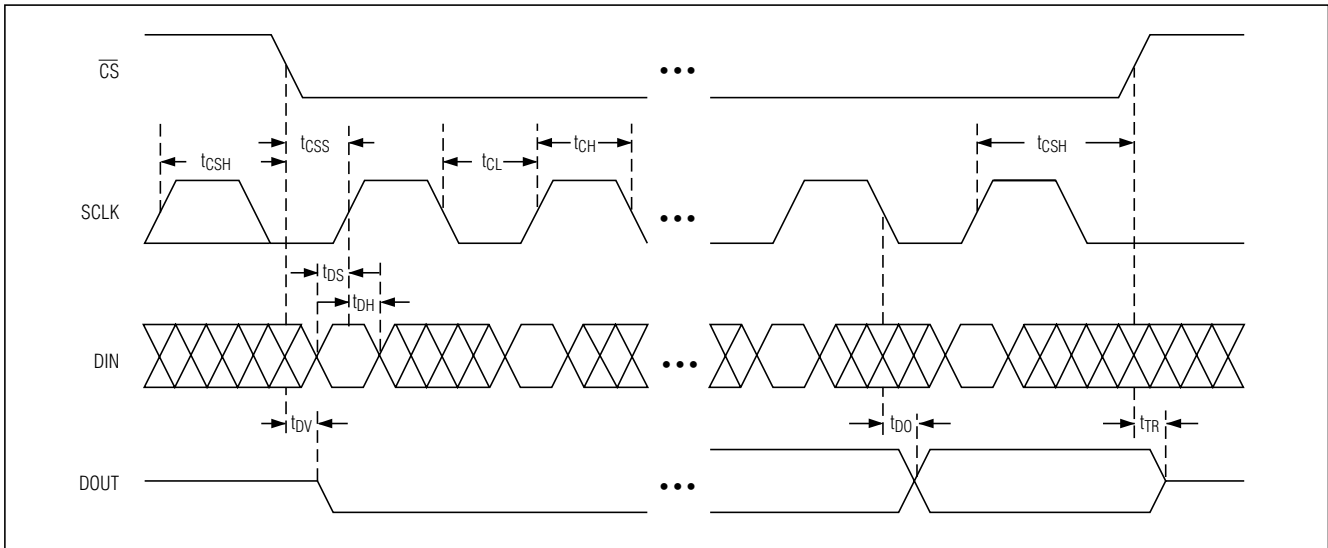 CS
•••
tCSS
tCSH
tCL
tCH
tCSH
SCLK
•••
tDS
tDH
DIN
•••
tDV
tDO
tTR
DOUT
•••